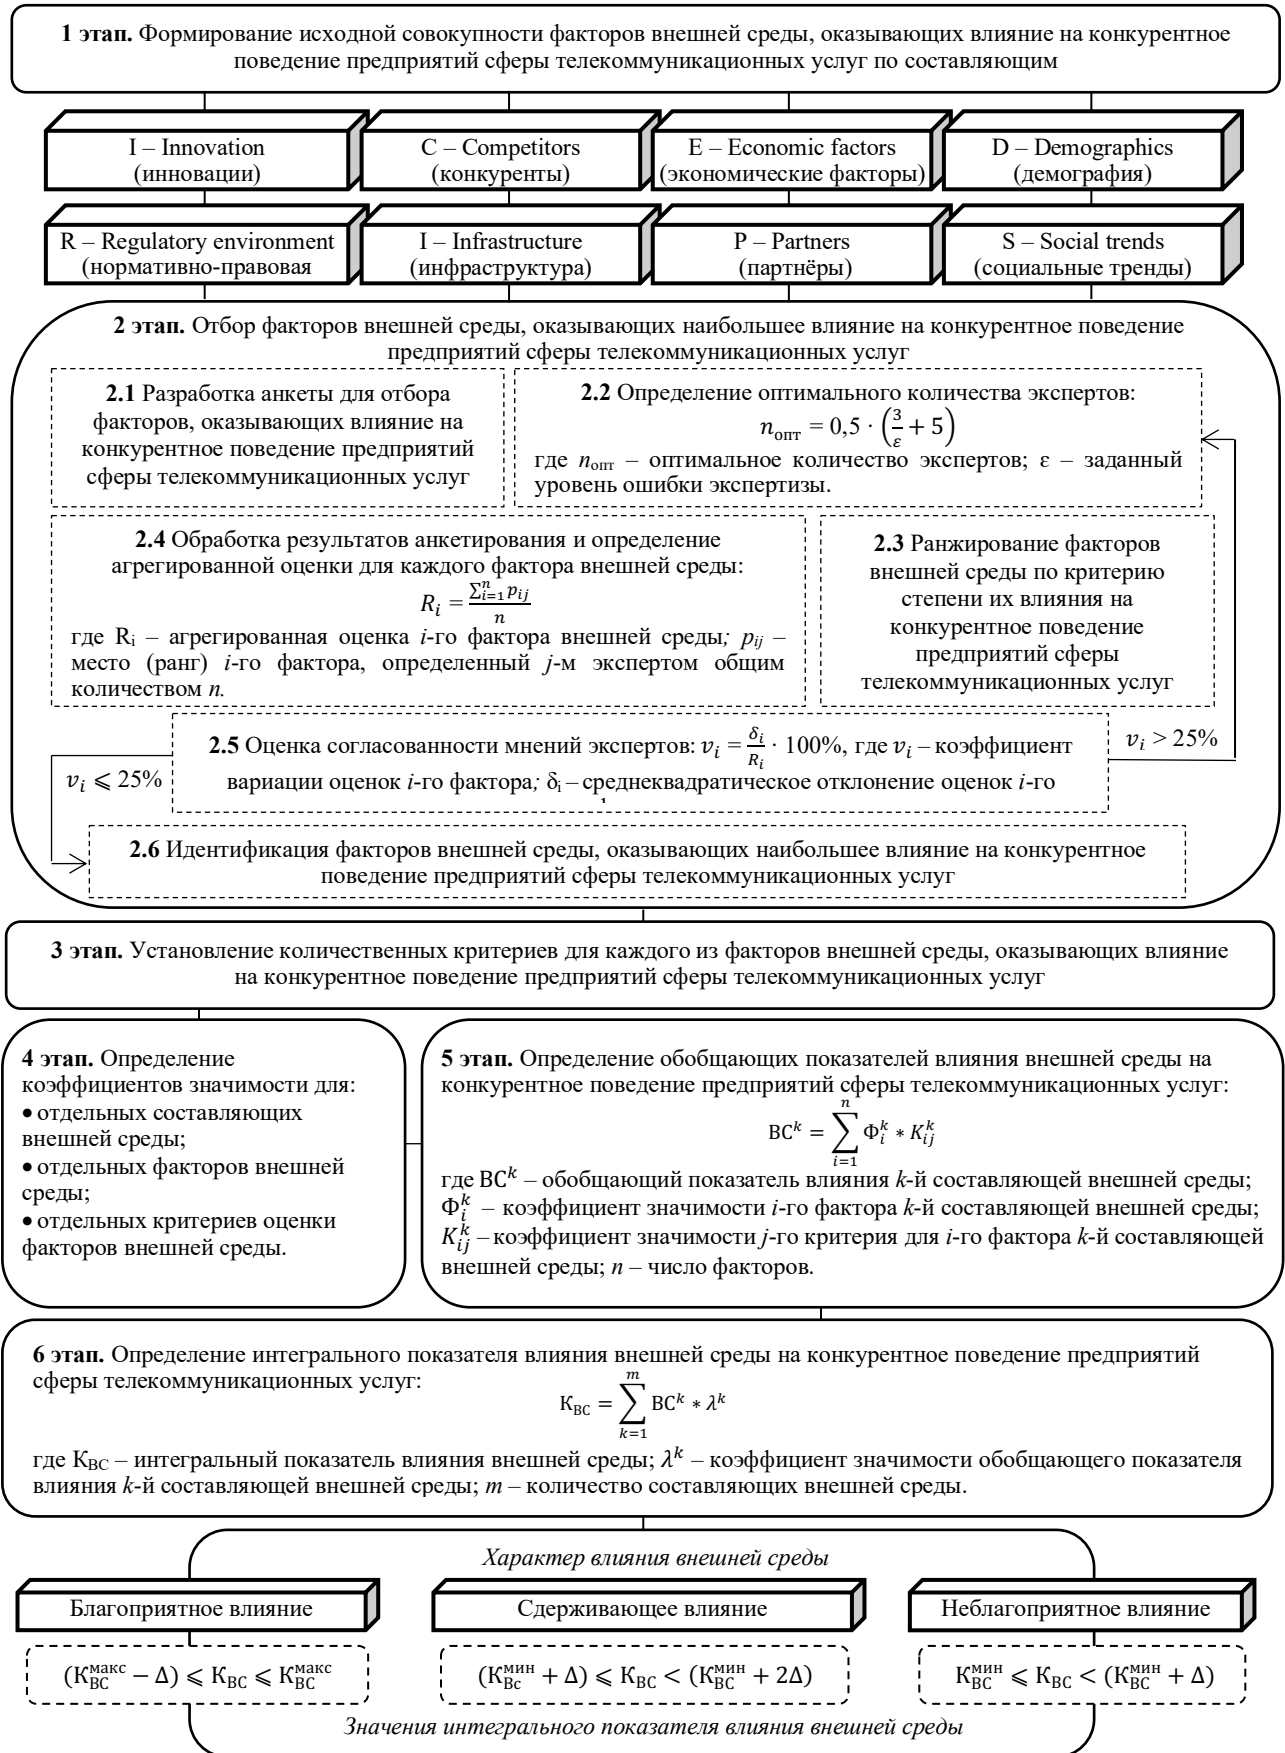 1 этап. Формирование исходной совокупности факторов внешней среды, оказывающих влияние на конкурентное
поведение предприятий сферы телекоммуникационных услуг по составляющим
I – Innovation
(инновации)
C – Competitors
(конкуренты)
E – Economic factors
(экономические факторы)
D – Demographics
(демография)
R – Regulatory environment
(нормативно-правовая
I – Infrastructure
(инфраструктура)
P – Partners
(партнёры)
S – Social trends
(социальные тренды)
2 этап. Отбор факторов внешней среды, оказывающих наибольшее влияние на конкурентное поведение
предприятий сферы телекоммуникационных услуг
2.1 Разработка анкеты для отбора
факторов, оказывающих влияние на
конкурентное поведение предприятий
сферы телекоммуникационных услуг
2.2 Определение оптимального количества экспертов:
n_опт = 0,5 · (3/ε + 5)
где n_опт – оптимальное количество экспертов; ε – заданный
уровень ошибки экспертизы.
2.4 Обработка результатов анкетирования и определение
агрегированной оценки для каждого фактора внешней среды:
R_i = ∑_{i=1}^{n} p_ij / n
где R_i – агрегированная оценка i-го фактора внешней среды; p_ij –
место (ранг) i-го фактора, определенный j-м экспертом общим
количеством n.
2.3 Ранжирование факторов
внешней среды по критерию
степени их влияния на
конкурентное поведение
предприятий сферы
телекоммуникационных услуг
2.5 Оценка согласованности мнений экспертов: v_i = δ_i/R_i · 100%, где v_i – коэффициент
вариации оценок i-го фактора; δ_i – среднеквадратическое отклонение оценок i-го
v_i > 25%
v_i ⩽ 25%
2.6 Идентификация факторов внешней среды, оказывающих наибольшее влияние на конкурентное
поведение предприятий сферы телекоммуникационных услуг
3 этап. Установление количественных критериев для каждого из факторов внешней среды, оказывающих влияние
на конкурентное поведение предприятий сферы телекоммуникационных услуг
4 этап. Определение
коэффициентов значимости для:
• отдельных составляющих
внешней среды;
• отдельных факторов внешней
среды;
• отдельных критериев оценки
факторов внешней среды.
5 этап. Определение обобщающих показателей влияния внешней среды на
конкурентное поведение предприятий сферы телекоммуникационных услуг:
ВС^k = ∑_{i=1}^{n} Ф_i^k * K_ij^k
где ВС^k – обобщающий показатель влияния k-й составляющей внешней среды;
Ф_i^k – коэффициент значимости i-го фактора k-й составляющей внешней среды;
K_ij^k – коэффициент значимости j-го критерия для i-го фактора k-й составляющей
внешней среды; n – число факторов.
6 этап. Определение интегрального показателя влияния внешней среды на конкурентное поведение предприятий
сферы телекоммуникационных услуг:
К_ВС = ∑_{k=1}^{m} ВС^k * λ^k
где К_ВС – интегральный показатель влияния внешней среды; λ^k – коэффициент значимости обобщающего показателя
влияния k-й составляющей внешней среды; m – количество составляющих внешней среды.
Характер влияния внешней среды
Благоприятное влияние
Сдерживающее влияние
Неблагоприятное влияние
(К_ВС^макс − Δ) ⩽ К_ВС ⩽ К_ВС^макс
(К_Вс^мин + Δ) ⩽ К_ВС < (К_ВС^мин + 2Δ)
К_ВС^мин ⩽ К_ВС < (К_ВС^мин + Δ)
Значения интегрального показателя влияния внешней среды